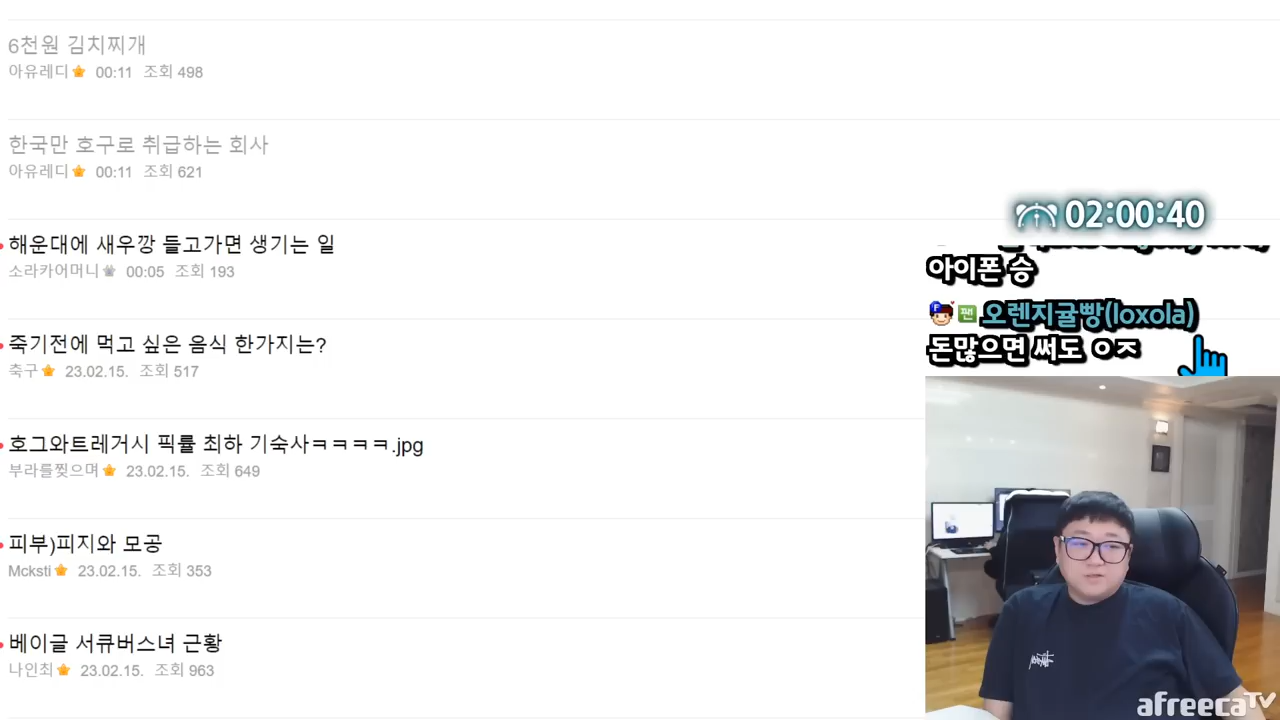 6천원 김치찌개
아유레디 00:11 조회 498
한국만 호구로 취급하는 회사
아유레디 00:11 조회 621
해운대에 새우깡 들고가면 생기는 일
소라카어머니 00:05 조회 193
죽기전에 먹고 싶은 음식 한가지는?
축구 23.02.15. 조회 517
호그와트레거시 픽률 최하 기숙사ㅋㅋㅋㅋ.jpg
부라를찢으며 23.02.15. 조회 649
피부)피지와 모공
Mcksti 23.02.15. 조회 353
베이글 서큐버스녀 근황
나인최 23.02.15. 조회 963
02:00:40
아이폰 승
F 팬 오렌지귤빵(loxola)
돈많으면 써도 ㅇㅈ
afreecaTV